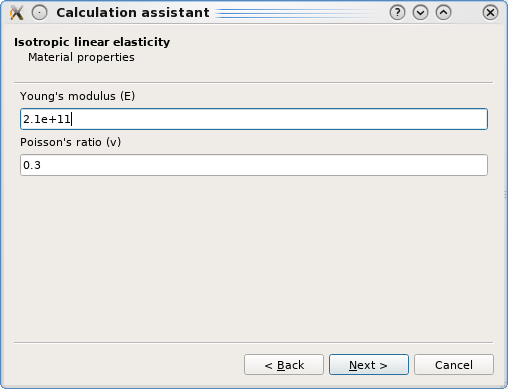 Calculation assistant
Isotropic linear elasticity
Material properties
Young's modulus (E)
2.1e+11
Poisson's ratio (v)
0.3
< Back Next > Cancel